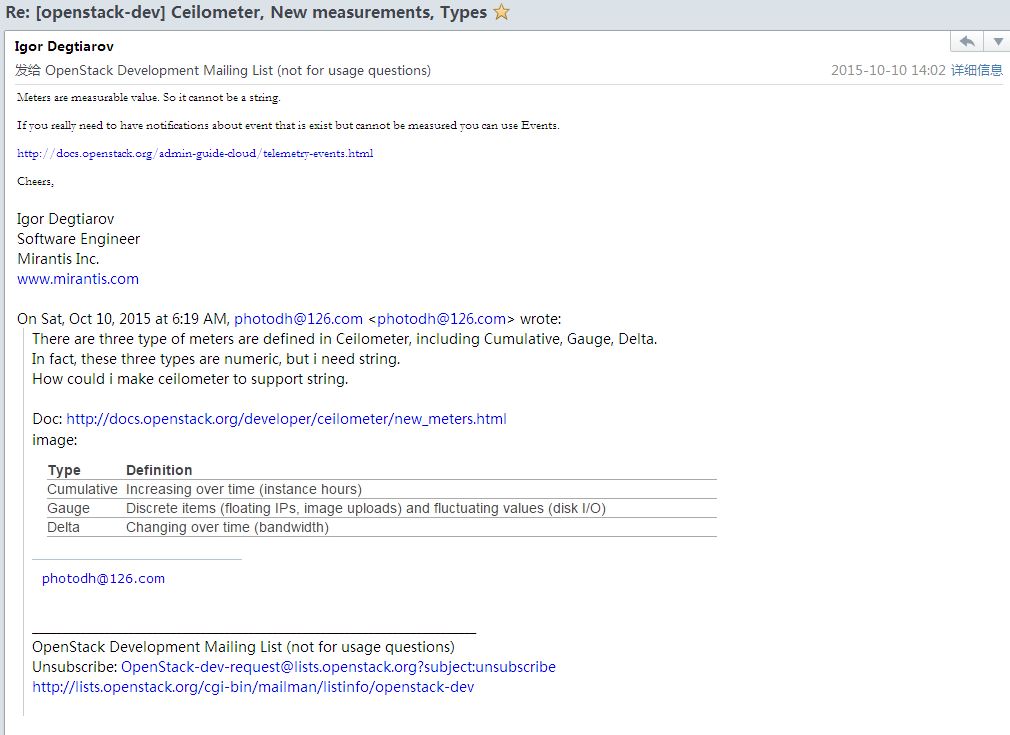 Re: [openstack-dev] Ceilometer, New measurements, Types
Igor Degtiarov
发给 OpenStack Development Mailing List (not for usage questions)
2015-10-10 14:02 详细信息
Meters are measurable value. So it cannot be a string.
If you really need to have notifications about event that is exist but cannot be measured you can use Events.
http://docs.openstack.org/admin-guide-cloud/telemetry-events.html
Cheers,
Igor Degtiarov
Software Engineer
Mirantis Inc.
www.mirantis.com
On Sat, Oct 10, 2015 at 6:19 AM, photodh@126.com <photodh@126.com> wrote:
There are three type of meters are defined in Ceilometer, including Cumulative, Gauge, Delta.
In fact, these three types are numeric, but i need string.
How could i make ceilometer to support string.
Doc: http://docs.openstack.org/developer/ceilometer/new_meters.html
image:
Type Definition
Cumulative Increasing over time (instance hours)
Gauge Discrete items (floating IPs, image uploads) and fluctuating values (disk I/O)
Delta Changing over time (bandwidth)
photodh@126.com
OpenStack Development Mailing List (not for usage questions)
Unsubscribe: OpenStack-dev-request@lists.openstack.org?subject:unsubscribe
http://lists.openstack.org/cgi-bin/mailman/listinfo/openstack-dev